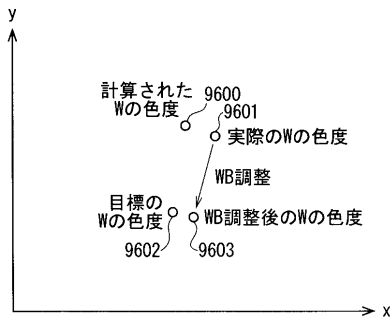 y
計算された
Wの色度
9600
9601
実際のWの色度
WB調整
目標の
Wの色度
WB調整後のWの色度
9602
9603
x